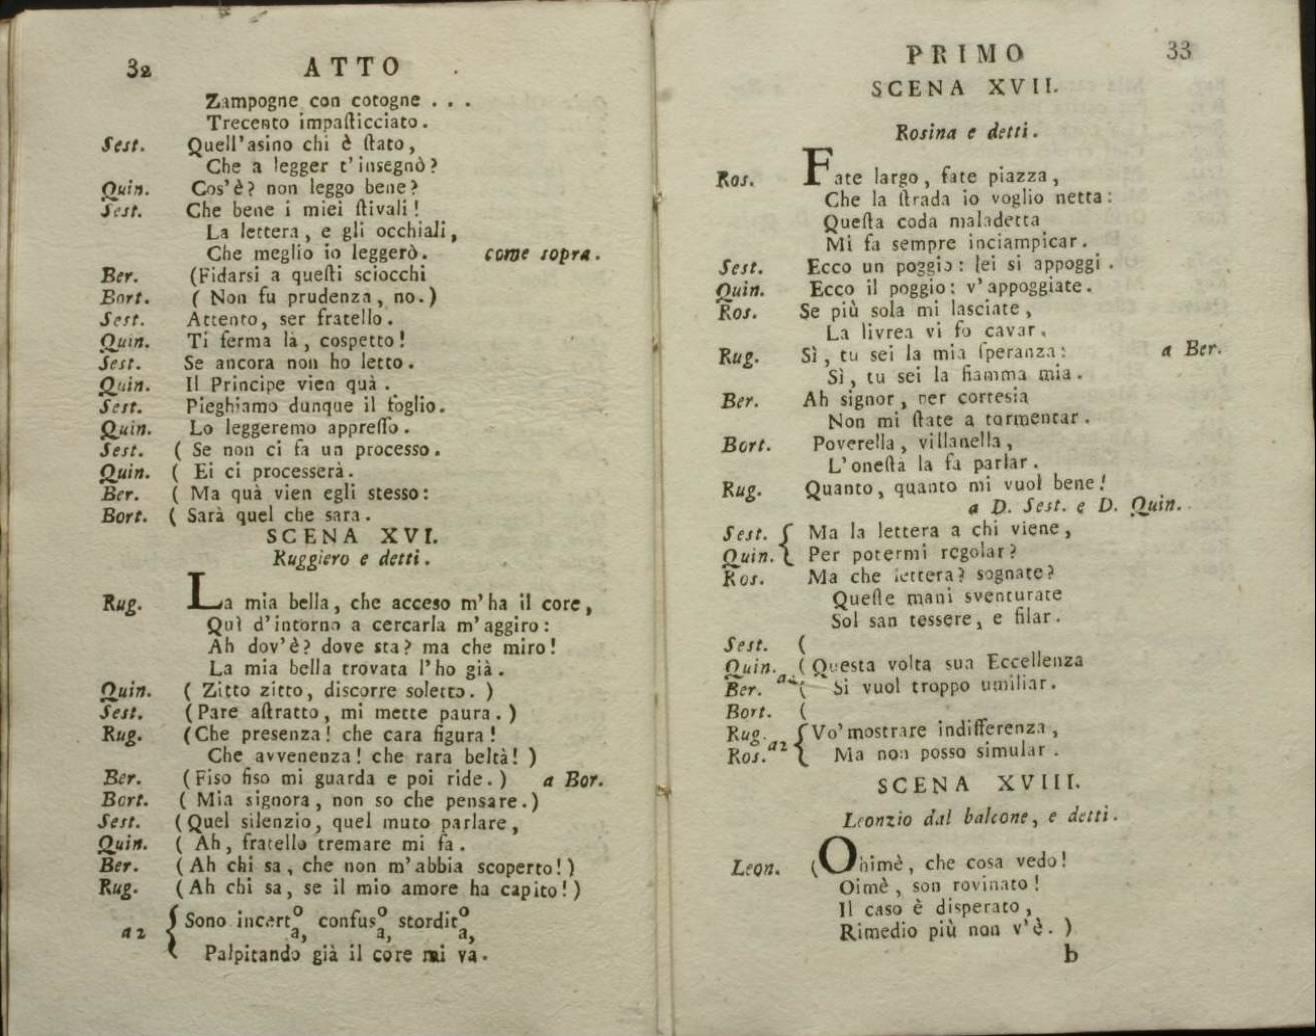 32 ATTO
Zampogne con cotogne . . .
Trecento impaſticciato.
Sest. Quell'asino chi è ſtato,
Che a legger t'insegnò?
Quin. Cos'è? non leggo bene?
Sest. Che bene i miei ſtivali!
La lettera, e gli occhiali,
Che meglio io leggerò. come sopra.
Ber. (Fidarsi a queſti sciocchi
Bort. ( Non fu prudenza, no.)
Sest. Attento, ser fratello.
Quin. Ti ferma là, cospetto!
Sest. Se ancora non ho letto.
Quin. Il Principe vien quà.
Sest. Pieghiamo dunque il foglio.
Quin. Lo leggeremo appreſſo.
Sest. ( Se non ci fa un processo.
Quin. ( Ei ci processerà.
Ber. ( Ma quà vien egli stesso:
Bort. ( Sarà quel che sara.
SCENA XVI.
Ruggiero e detti.
Rug. La mia bella, che acceso m'ha il core,
Quì d'intorno a cercarla m'aggiro:
Ah dov'è? dove sta? ma che miro!
La mia bella trovata l'ho già.
Quin. ( Zitto zitto, discorre soletto. )
Sest. (Pare aſtratto, mi mette paura.)
Rug. (Che presenza! che cara figura!
Che avvenenza! che rara beltà! )
Ber. (Fiso fiso mi guarda e poi ride.) a Bor.
Bort. ( Mia signora, non so che pensare.)
Sest. (Quel silenzio, quel muto parlare,
Quin. ( Ah, fratello tremare mi fa.
Ber. (Ah chi sa, che non m'abbia scoperto!)
Rug. (Ah chi sa, se il mio amore ha capito!)
a 2 { Sono incert o/a, confus o/a, stordit o/a,
Palpitando già il core mi va.
PRIMO 33
SCENA XVII.
Rosina e detti.
Ros. Fate largo, fate piazza,
Che la ſtrada io voglio netta:
Queſta coda maladetta
Mi fa sempre inciampicar.
Sest. Ecco un poggio: lei si appoggi.
Quin. Ecco il poggio: v'appoggiate.
Ros. Se più sola mi lasciate,
La livrea vi fo cavar.
Rug. Sì, tu sei la mia ſperanza: a Ber.
Sì, tu sei la fiamma mia.
Ber. Ah signor, per cortesia
Non mi ſtate a tormentar.
Bort. Poverella, villanella,
L'oneſtà la fa parlar.
Rug. Quanto, quanto mi vuol bene!
a D. Sest. e D. Quin.
Sest. { Ma la lettera a chi viene,
Quin. { Per potermi regolar?
Ros. Ma che lettera? sognate?
Queſte mani sventurate
Sol san tessere, e filar.
Sest. (
Quin. ( Questa volta sua Eccellenza
Ber. a 4 ( Si vuol troppo umiliar.
Bort. (
Rug. { Vo'mostrare indifferenza,
Ros. a 2 { Ma non posso simular.
SCENA XVIII.
Leonzio dal balcone, e detti.
Leon. (Ohimè, che cosa vedo!
Oimè, son rovinato!
Il caso è disperato,
Rimedio più non v'è. )
b